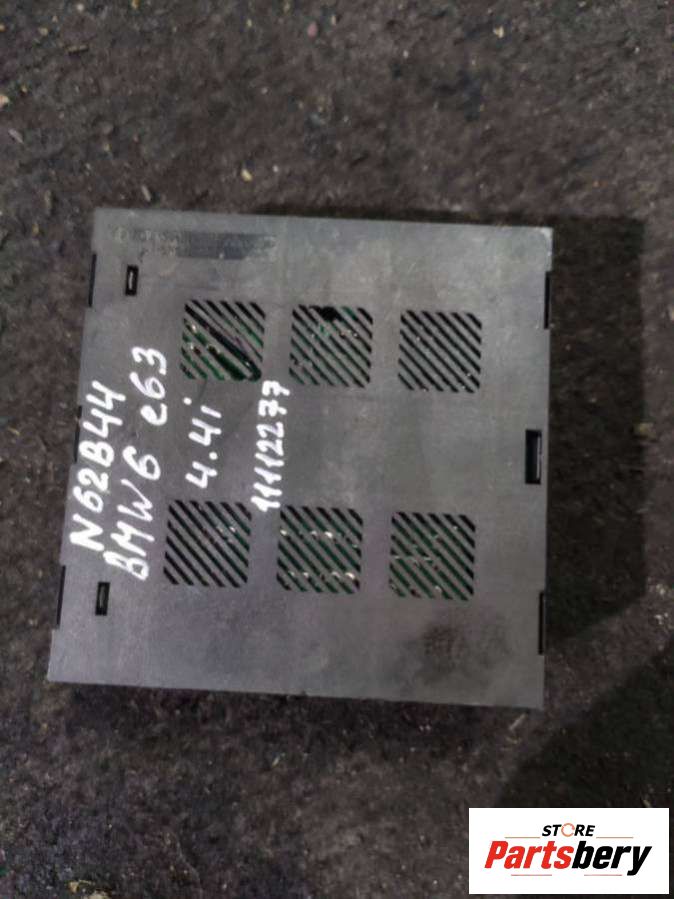 N62B44
BMW6 e63
4.4i
11112277
STORE
Partsbery